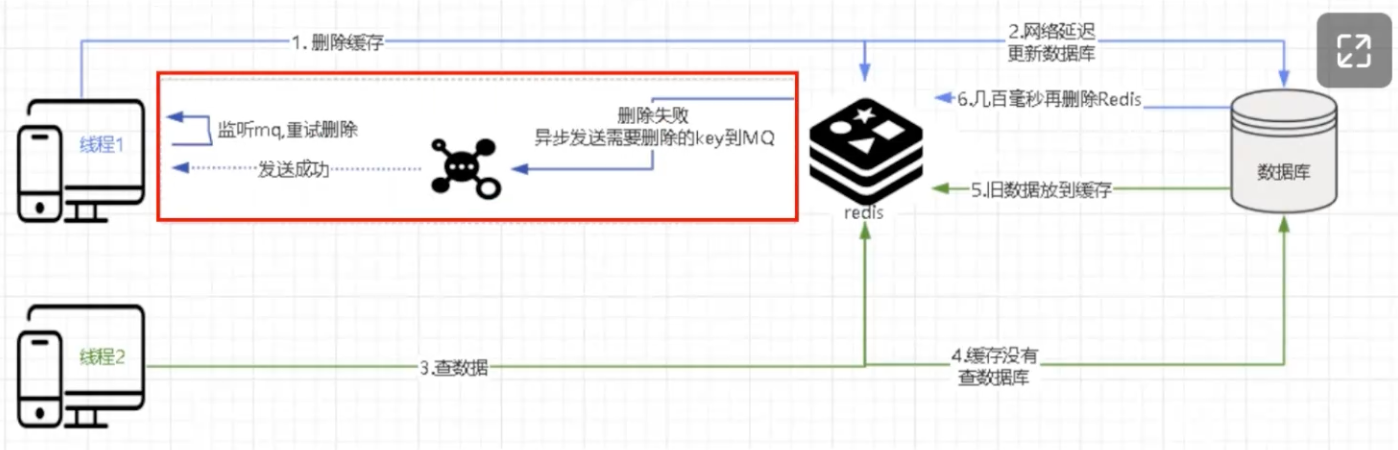 1. 删除缓存
2.网络延迟
更新数据库
6.几百毫秒再删除Redis
删除失败
异步发送需要删除的key到MQ
监听mq,重试删除
线程1
发送成功
数据库
5.旧数据放到缓存
redis
线程2
3.查数据
4.缓存没有
查数据库